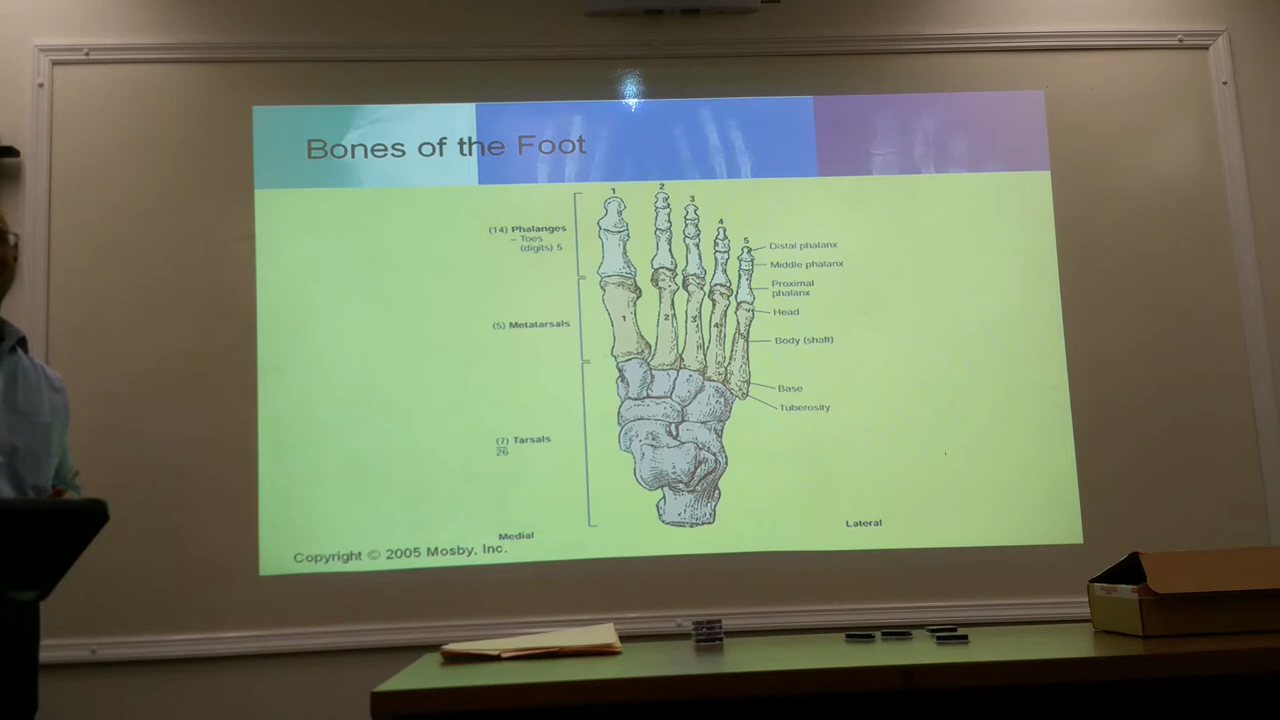 Bones of the Foot
1
2
3
4
5
(14) Phalanges
– Toes
(digits) 5
Distal phalanx
Middle phalanx
Proximal
phalanx
Head
(5) Metatarsals
1
2
3
4
Body (shaft)
Base
Tuberosity
(7) Tarsals
26
Medial
Lateral
Copyright © 2005 Mosby, Inc.